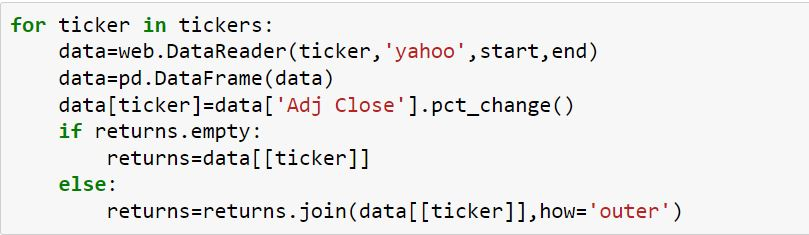 for ticker in tickers:
    data=web.DataReader(ticker,'yahoo',start,end)
    data=pd.DataFrame(data)
    data[ticker]=data['Adj Close'].pct_change()
    if returns.empty:
        returns=data[[ticker]]
    else:
        returns=returns.join(data[[ticker]],how='outer')